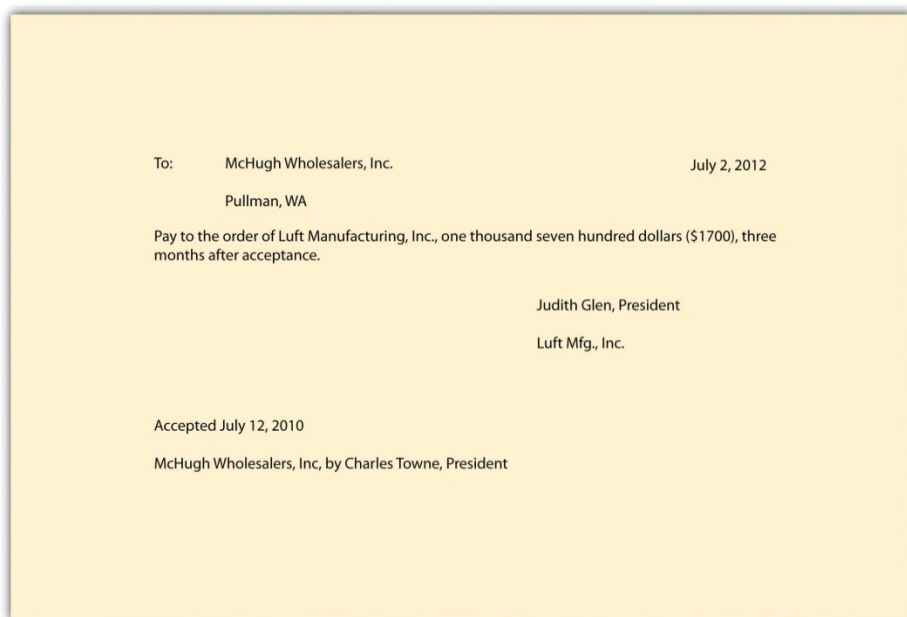 To: McHugh Wholesalers, Inc. July 2, 2012
Pullman, WA
Pay to the order of Luft Manufacturing, Inc., one thousand seven hundred dollars ($1700), three
months after acceptance.
Judith Glen, President
Luft Mfg., Inc.
Accepted July 12, 2010
McHugh Wholesalers, Inc, by Charles Towne, President